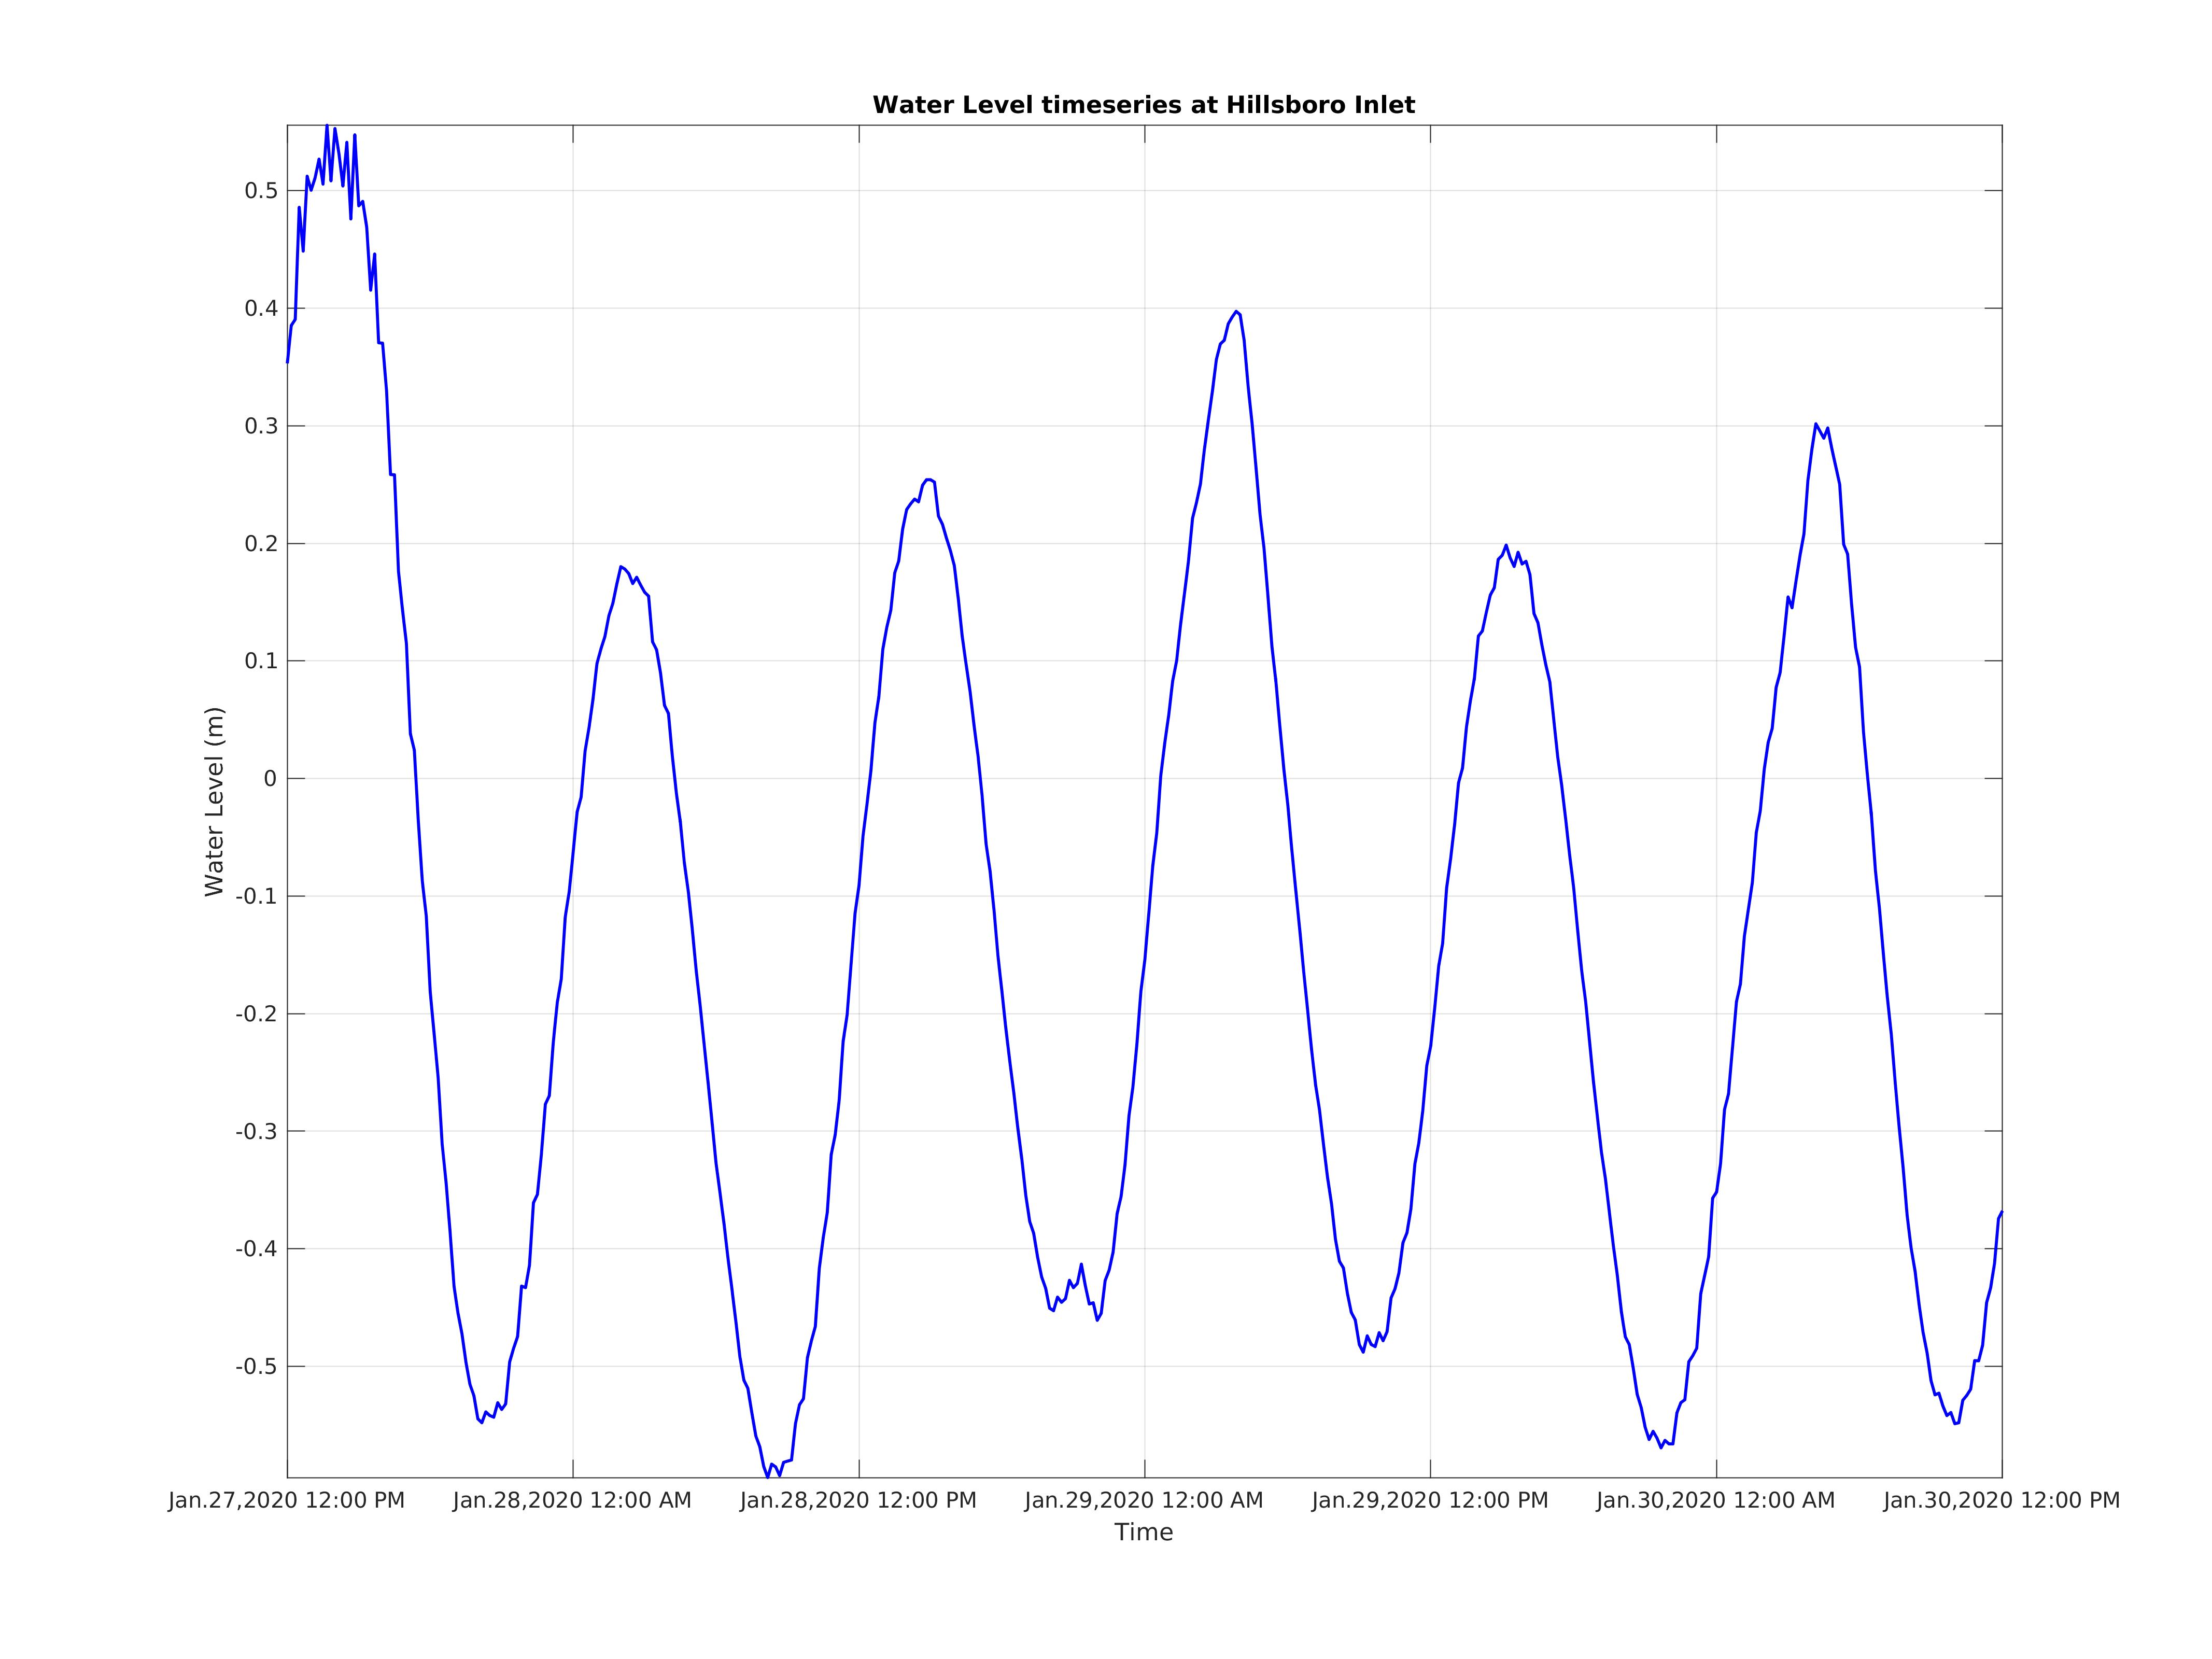 Water Level timeseries at Hillsboro Inlet
0.5
0.4
0.3
0.2
0.1
0
-0.1
-0.2
-0.3
-0.4
-0.5
Water Level (m)
Jan.27,2020 12:00 PM
Jan.28,2020 12:00 AM
Jan.28,2020 12:00 PM
Jan.29,2020 12:00 AM
Jan.29,2020 12:00 PM
Jan.30,2020 12:00 AM
Jan.30,2020 12:00 PM
Time